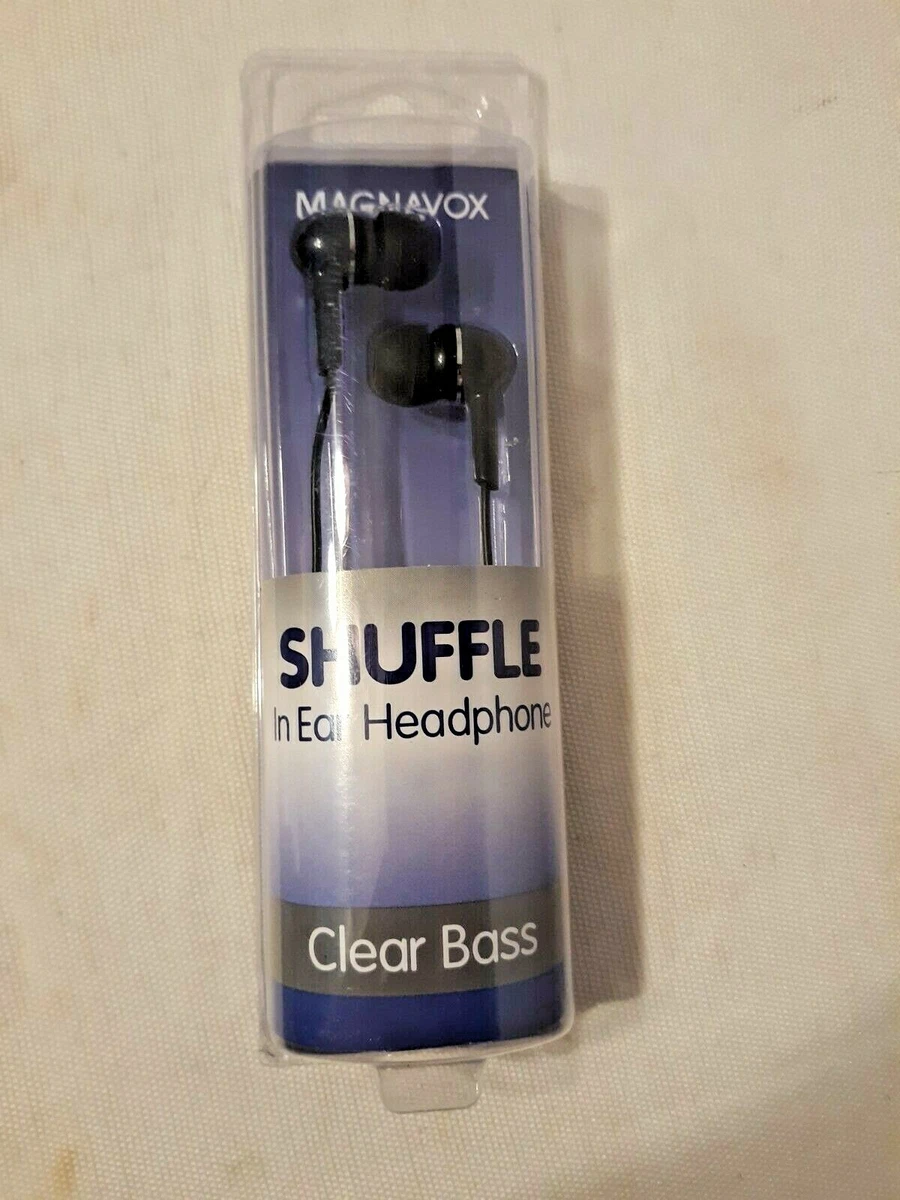 MAGNAVOX
SHUFFLE
In Ear Headphone
Clear Bass